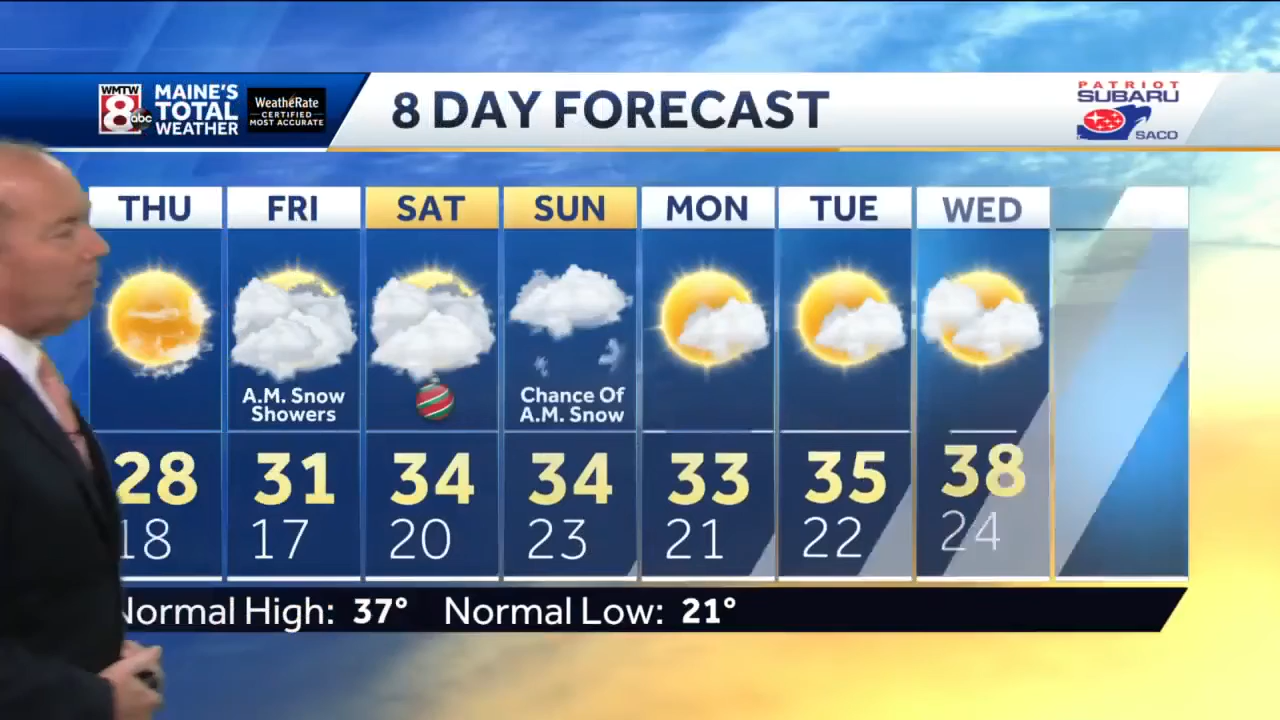 WMTW
8
abc
MAINE'S
TOTAL
WEATHER
WeatheRate
CERTIFIED
MOST ACCURATE
8 DAY FORECAST
PATRIOT
SUBARU
SACO
THU FRI SAT SUN MON TUE WED
A.M. Snow
Showers
Chance Of
A.M. Snow
28 31 34 34 33 35 38
18 17 20 23 21 22 24
Normal High: 37° Normal Low: 21°